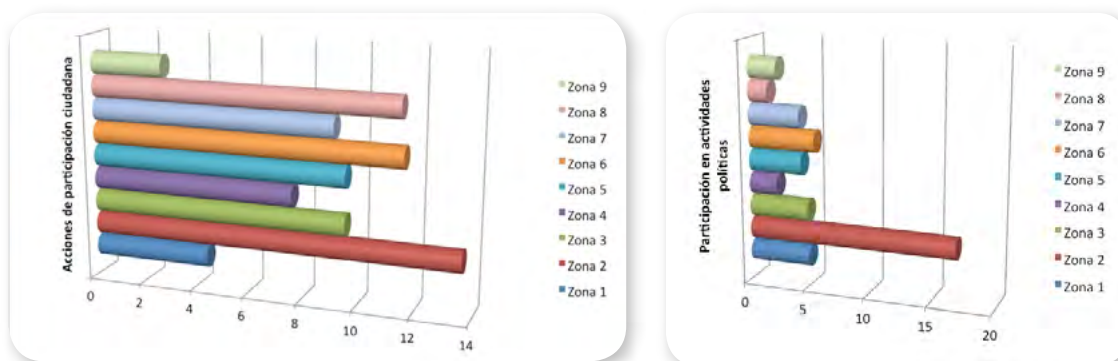 Acciones de participación ciudadana
Zona 9
Zona 8
Zona 7
Zona 6
Zona 5
Zona 4
Zona 3
Zona 2
Zona 1
0
2
4
6
8
10
12
14
Participación en actividades
políticas
Zona 9
Zona 8
Zona 7
Zona 6
Zona 5
Zona 4
Zona 3
Zona 2
Zona 1
0
5
10
15
20